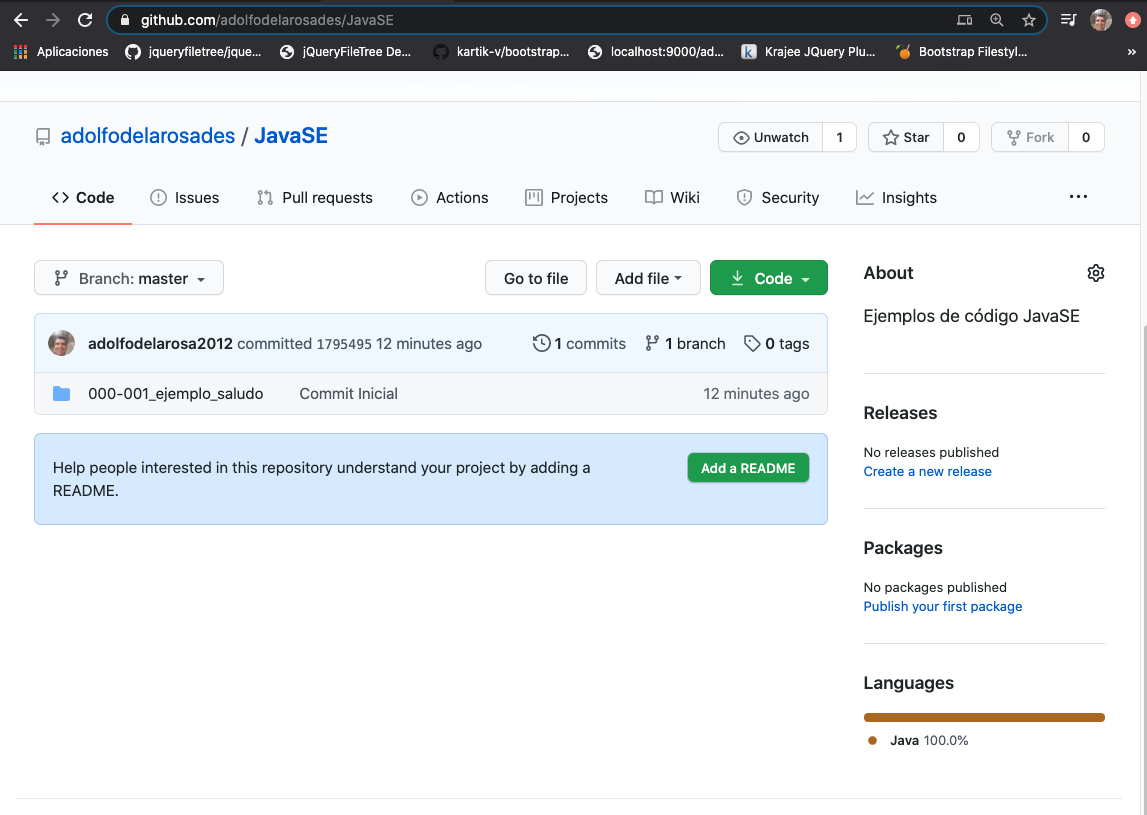 github.com/adolfodelarosades/JavaSE
Aplicaciones jqueryfiletree/jque... jQueryFileTree De... kartik-v/bootstrap... localhost:9000/ad... k Krajee JQuery Plu... Bootstrap Filestyl... »
adolfodelarosades / JavaSE
Unwatch 1 Star 0 Fork 0
Code Issues Pull requests Actions Projects Wiki Security Insights ...
Branch: master Go to file Add file Code
adolfodelarosa2012 committed 1795495 12 minutes ago 1 commits 1 branch 0 tags
000-001_ejemplo_saludo Commit Inicial 12 minutes ago
Help people interested in this repository understand your project by adding a
README.
Add a README
About
Ejemplos de código JavaSE
Releases
No releases published
Create a new release
Packages
No packages published
Publish your first package
Languages
Java 100.0%